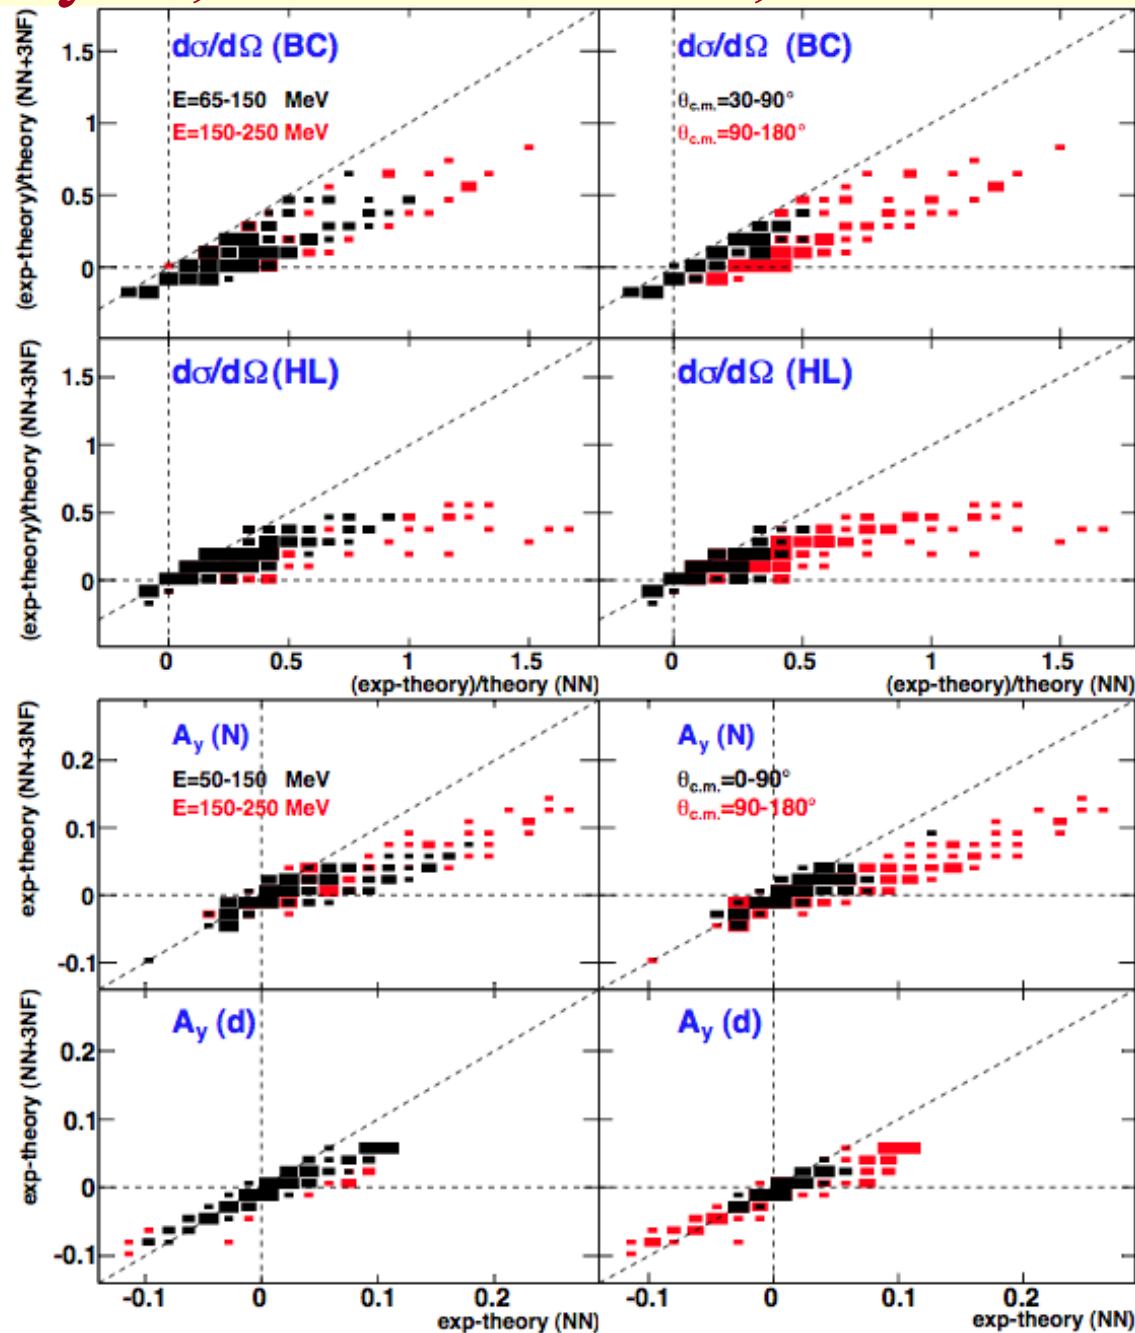 dσ/dΩ (BC)
E=65-150 MeV
E=150-250 MeV
dσ/dΩ (BC)
θc.m.=30-90°
θc.m.=90-180°
(exp-theory)/theory (NN+3NF)
1.5
1
0.5
0
dσ/dΩ (HL)
dσ/dΩ (HL)
(exp-theory)/theory (NN+3NF)
1.5
1
0.5
0
0 0.5 1 1.5
0 0.5 1 1.5
(exp-theory)/theory (NN)
(exp-theory)/theory (NN)
Ay (N)
E=50-150 MeV
E=150-250 MeV
Ay (N)
θc.m.=0-90°
θc.m.=90-180°
exp-theory (NN+3NF)
0.2
0.1
0
-0.1
Ay (d)
Ay (d)
exp-theory (NN+3NF)
0.2
0.1
0
-0.1
-0.1 0 0.1 0.2
-0.1 0 0.1 0.2
exp-theory (NN)
exp-theory (NN)